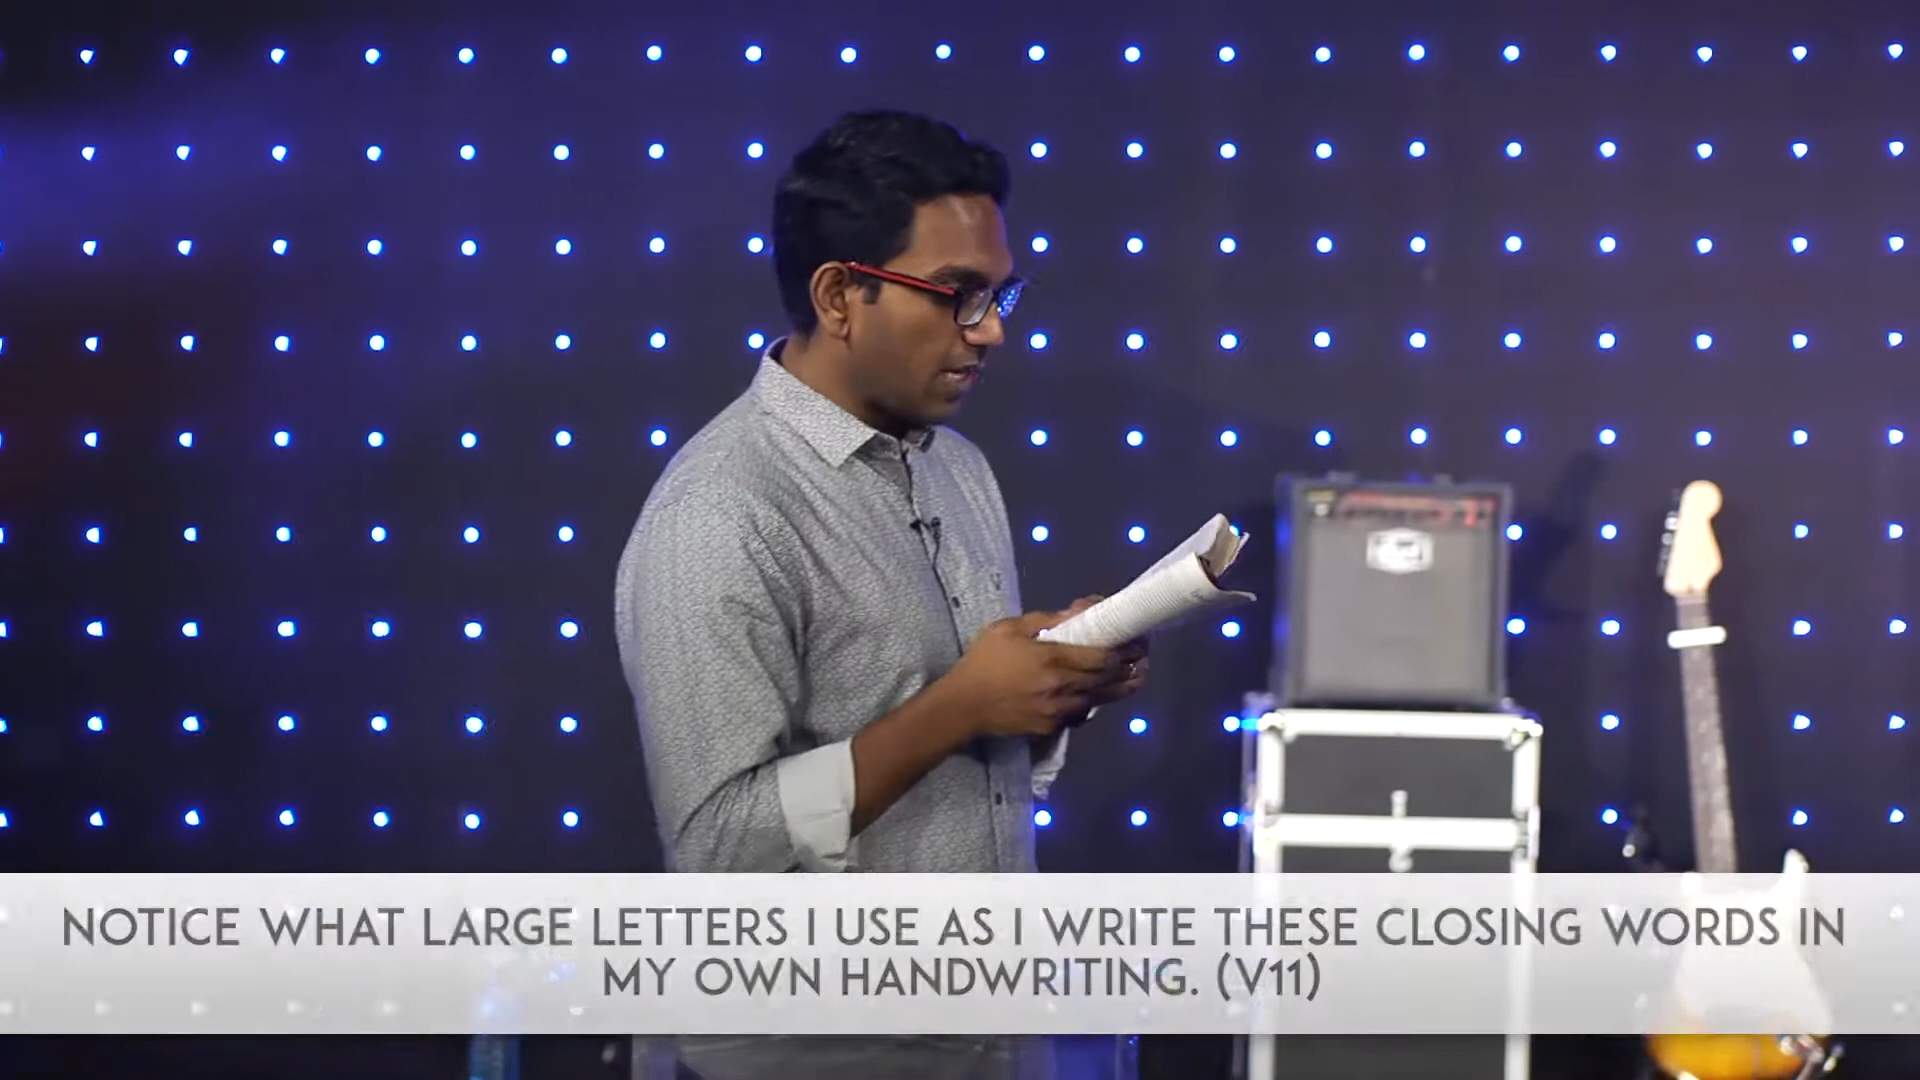 NOTICE WHAT LARGE LETTERS I USE AS I WRITE THESE CLOSING WORDS IN
MY OWN HANDWRITING. (V11)